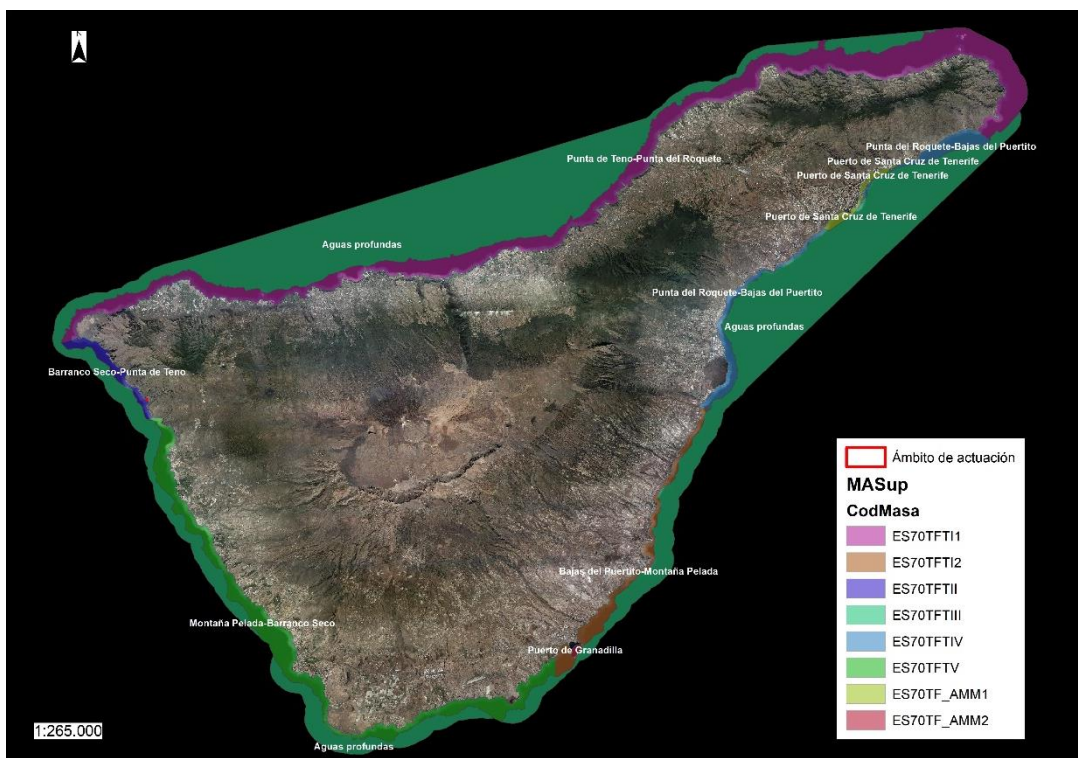 N
Punta del Roquete-Bajas del Puertito
Puerto de Santa Cruz de Tenerife
Punta de Teno-Punta del Roquete
Puerto de Santa Cruz de Tenerife
Puerto de Santa Cruz de Tenerife
Aguas profundas
Punta del Roquete-Bajas del Puertito
Aguas profundas
Barranco Seco-Punta de Teno
Bajas del Puertito-Montaña Pelada
Montaña Pelada-Barranco Seco
Puerto de Granadilla
Aguas profundas
1:265.000
Ámbito de actuación
MASup
CodMasa
ES70TFTI1
ES70TFTI2
ES70TFTII
ES70TFTIII
ES70TFTIV
ES70TFTV
ES70TF_AMM1
ES70TF_AMM2